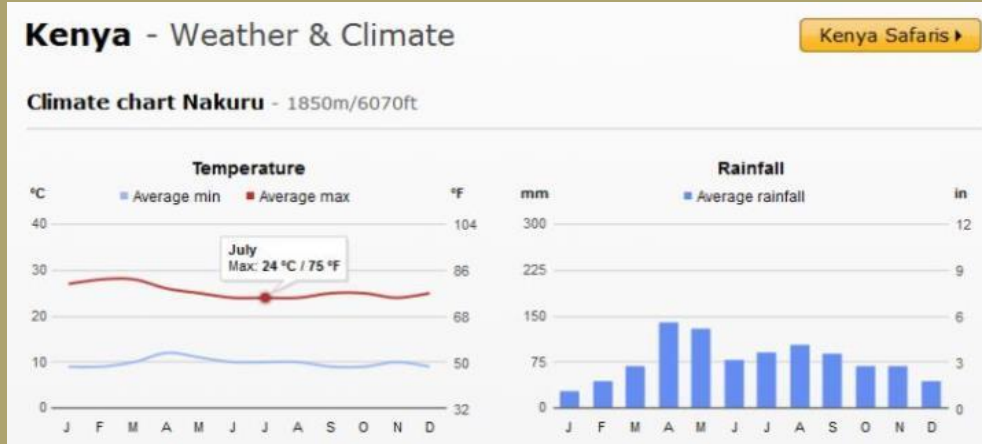 Kenya - Weather & Climate
Kenya Safaris
Climate chart Nakuru - 1850m/6070ft
Temperature
°C
Average min
Average max
°F
40
104
July
Max: 24 °C / 75 °F
30
86
20
68
10
50
0
32
J F M A M J J A S O N D
Rainfall
mm
Average rainfall
in
300
12
225
9
150
6
75
3
0
0
J F M A M J J A S O N D